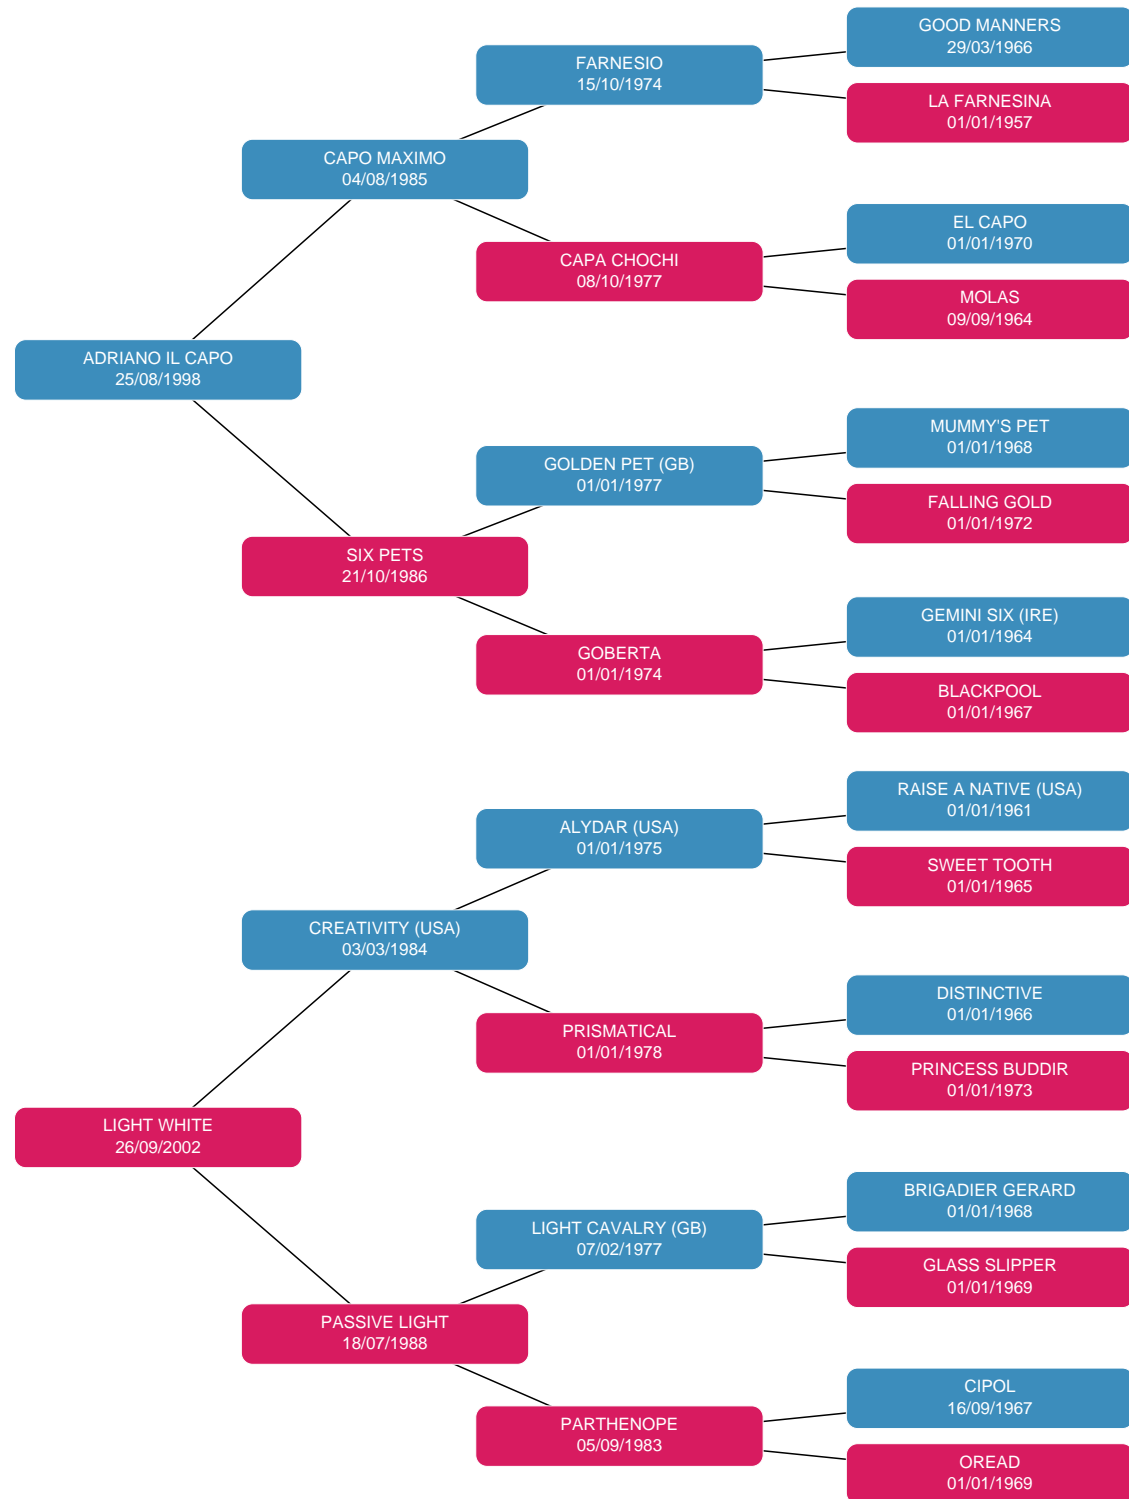 GOOD MANNERS
29/03/1966
FARNESIO
15/10/1974
LA FARNESINA
01/01/1957
CAPO MAXIMO
04/08/1985
EL CAPO
01/01/1970
CAPA CHOCHI
08/10/1977
MOLAS
09/09/1964
ADRIANO IL CAPO
25/08/1998
MUMMY'S PET
01/01/1968
GOLDEN PET (GB)
01/01/1977
FALLING GOLD
01/01/1972
SIX PETS
21/10/1986
GEMINI SIX (IRE)
01/01/1964
GOBERTA
01/01/1974
BLACKPOOL
01/01/1967
RAISE A NATIVE (USA)
01/01/1961
ALYDAR (USA)
01/01/1975
SWEET TOOTH
01/01/1965
CREATIVITY (USA)
03/03/1984
DISTINCTIVE
01/01/1966
PRISMATICAL
01/01/1978
PRINCESS BUDDIR
01/01/1973
LIGHT WHITE
26/09/2002
BRIGADIER GERARD
01/01/1968
LIGHT CAVALRY (GB)
07/02/1977
GLASS SLIPPER
01/01/1969
PASSIVE LIGHT
18/07/1988
CIPOL
16/09/1967
PARTHENOPE
05/09/1983
OREAD
01/01/1969